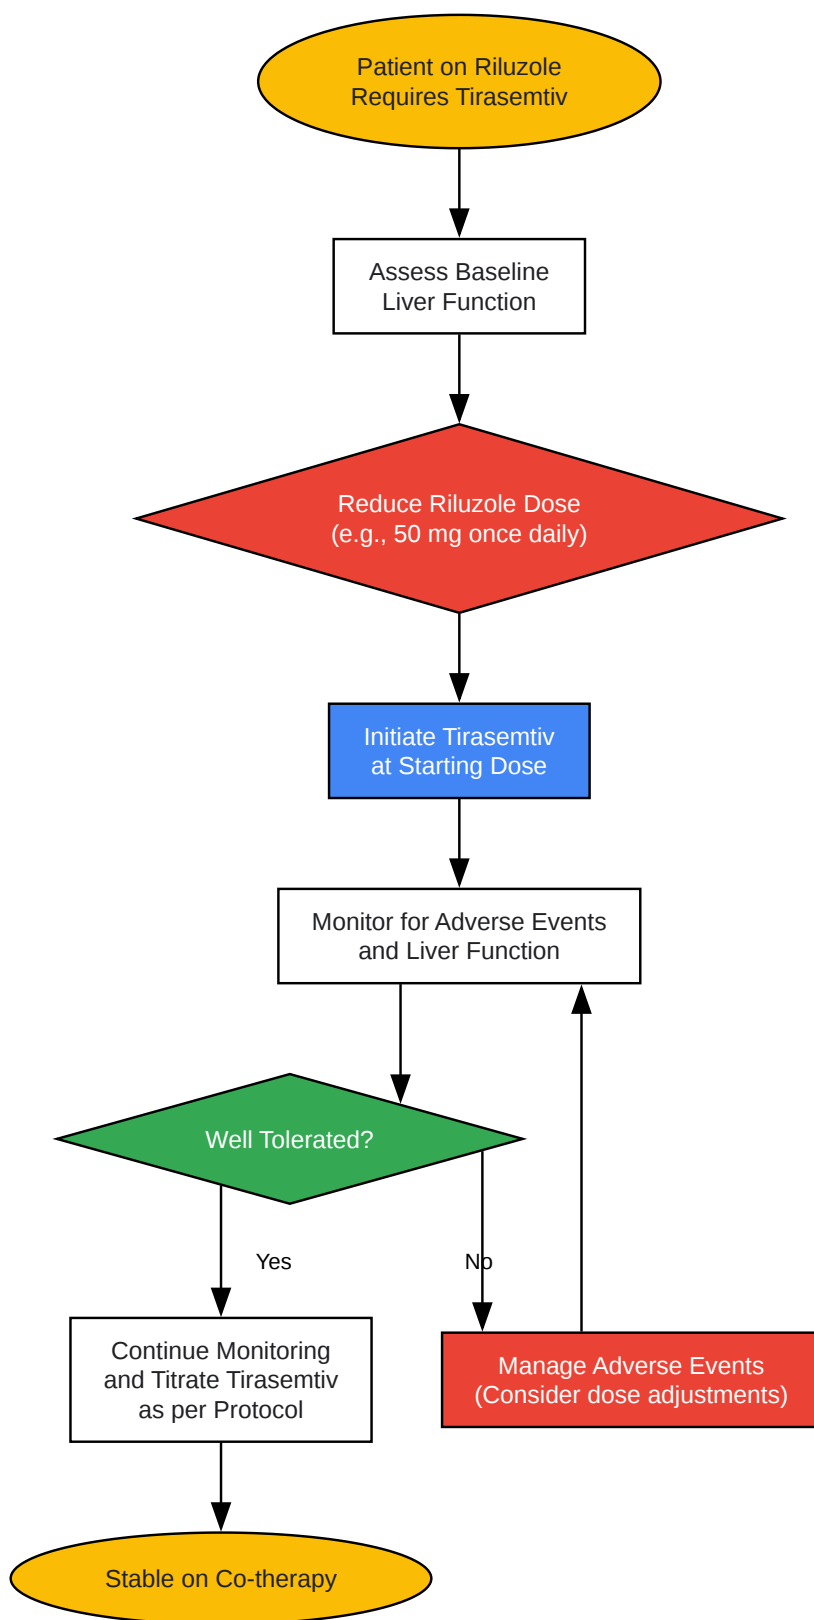 Patient on Riluzole
Requires Tirasemtiv
Assess Baseline
Liver Function
Reduce Riluzole Dose
(e.g., 50 mg once daily)
Initiate Tirasemtiv
at Starting Dose
Monitor for Adverse Events
and Liver Function
Well Tolerated?
Yes
No
Continue Monitoring
and Titrate Tirasemtiv
as per Protocol
Manage Adverse Events
(Consider dose adjustments)
Stable on Co-therapy